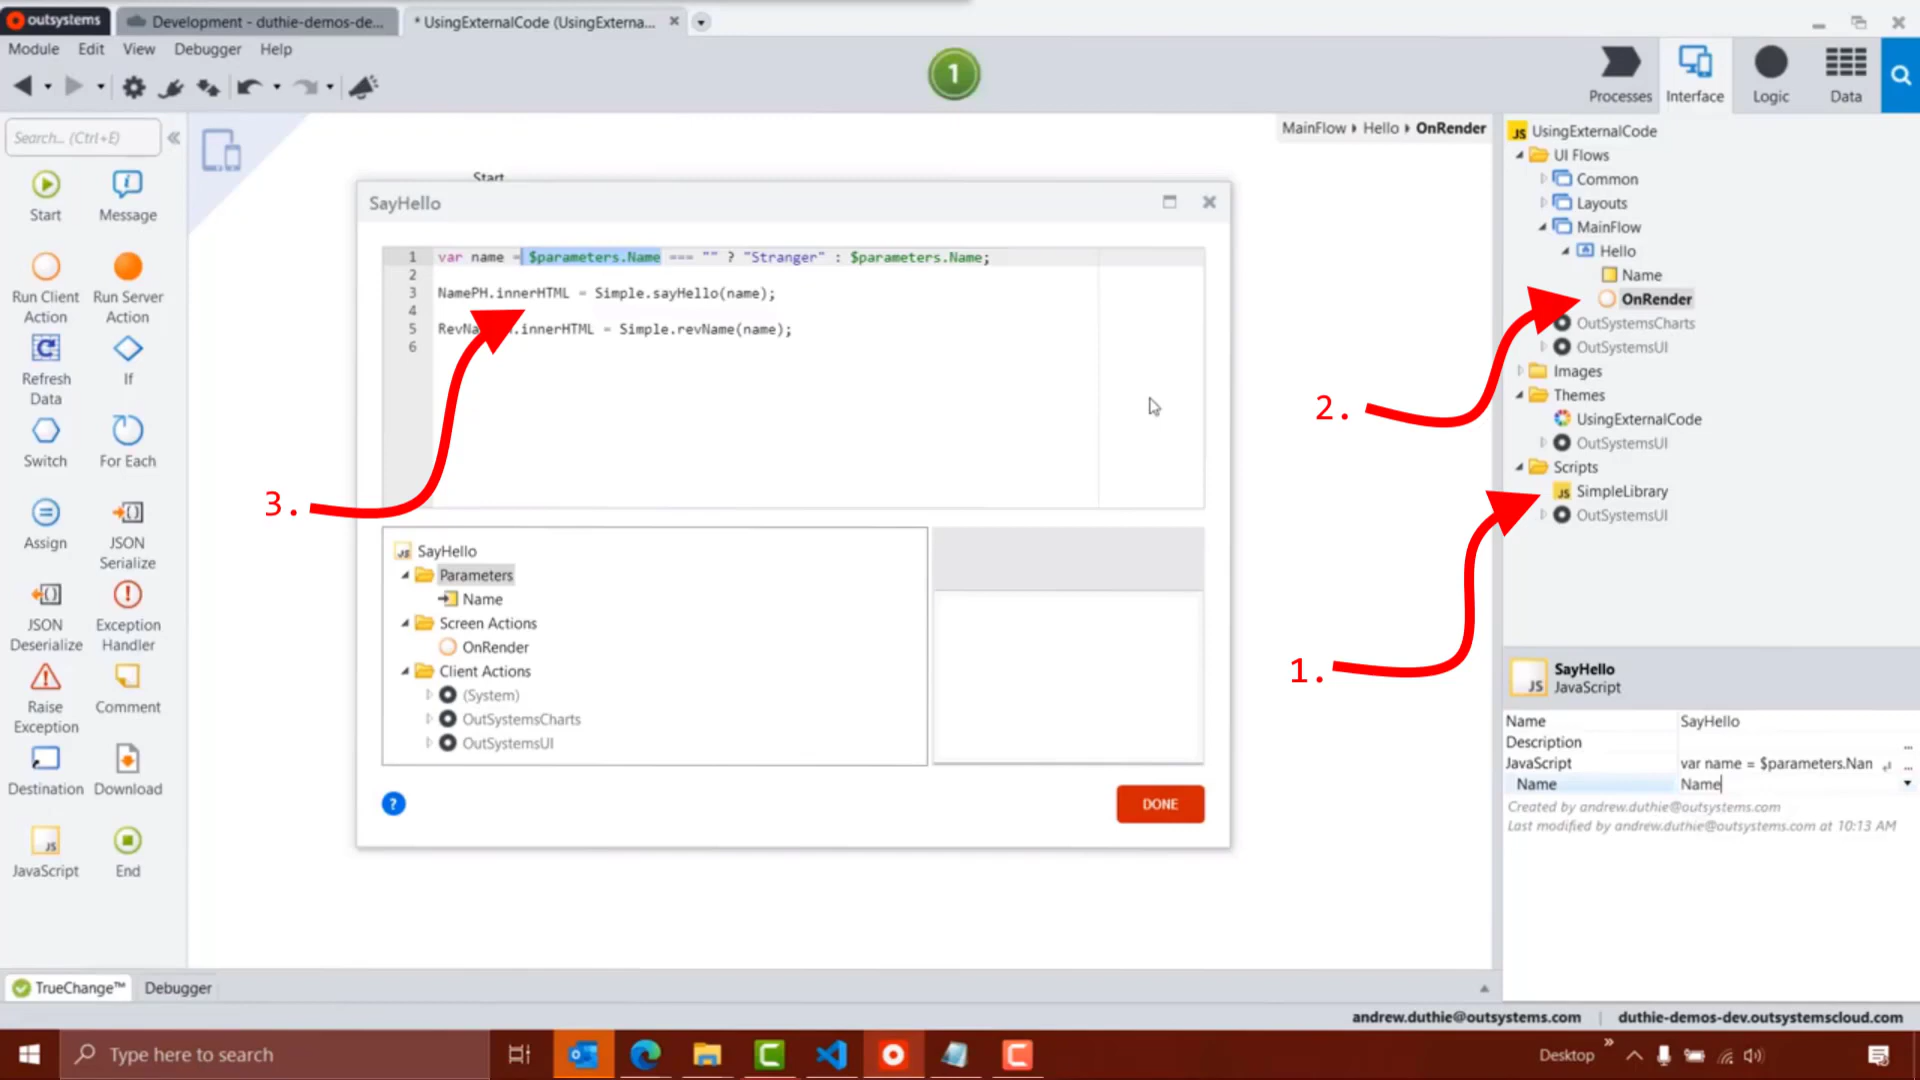 outsystems
Development - duthie-demos-de...
* UsingExternalCode (UsingExterna...
Module Edit View Debugger Help
1
Processes
Interface
Logic
Data
Search... (Ctrl+E)
Start
Message
Run Client Action
Run Server Action
Refresh Data
If
Switch
For Each
Assign
JSON Serialize
JSON Deserialize
Exception Handler
Raise Exception
Comment
Destination
Download
JavaScript
End
MainFlow Hello OnRender
Start
SayHello
1 var name = $parameters.Name === "" ? "Stranger" : $parameters.Name;
2
3 NamePH.innerHTML = Simple.sayHello(name);
4
5 .innerHTML = Simple.revName(name);
6
SayHello
Parameters
Name
Screen Actions
OnRender
Client Actions
(System)
OutSystemsCharts
OutSystemsUI
?
DONE
3.
2.
1.
UsingExternalCode
UI Flows
Common
Layouts
MainFlow
Hello
Name
OnRender
OutSystemsCharts
OutSystemsUI
Images
Themes
UsingExternalCode
OutSystemsUI
Scripts
SimpleLibrary
OutSystemsUI
SayHello
JavaScript
Name SayHello
Description ...
JavaScript var name = $parameters.Nan ...
Name Name
Created by andrew.duthie@outsystems.com
Last modified by andrew.duthie@outsystems.com at 10:13 AM
TrueChange™ Debugger
andrew.duthie@outsystems.com | duthie-demos-dev.outsystemscloud.com
Type here to search
Desktop